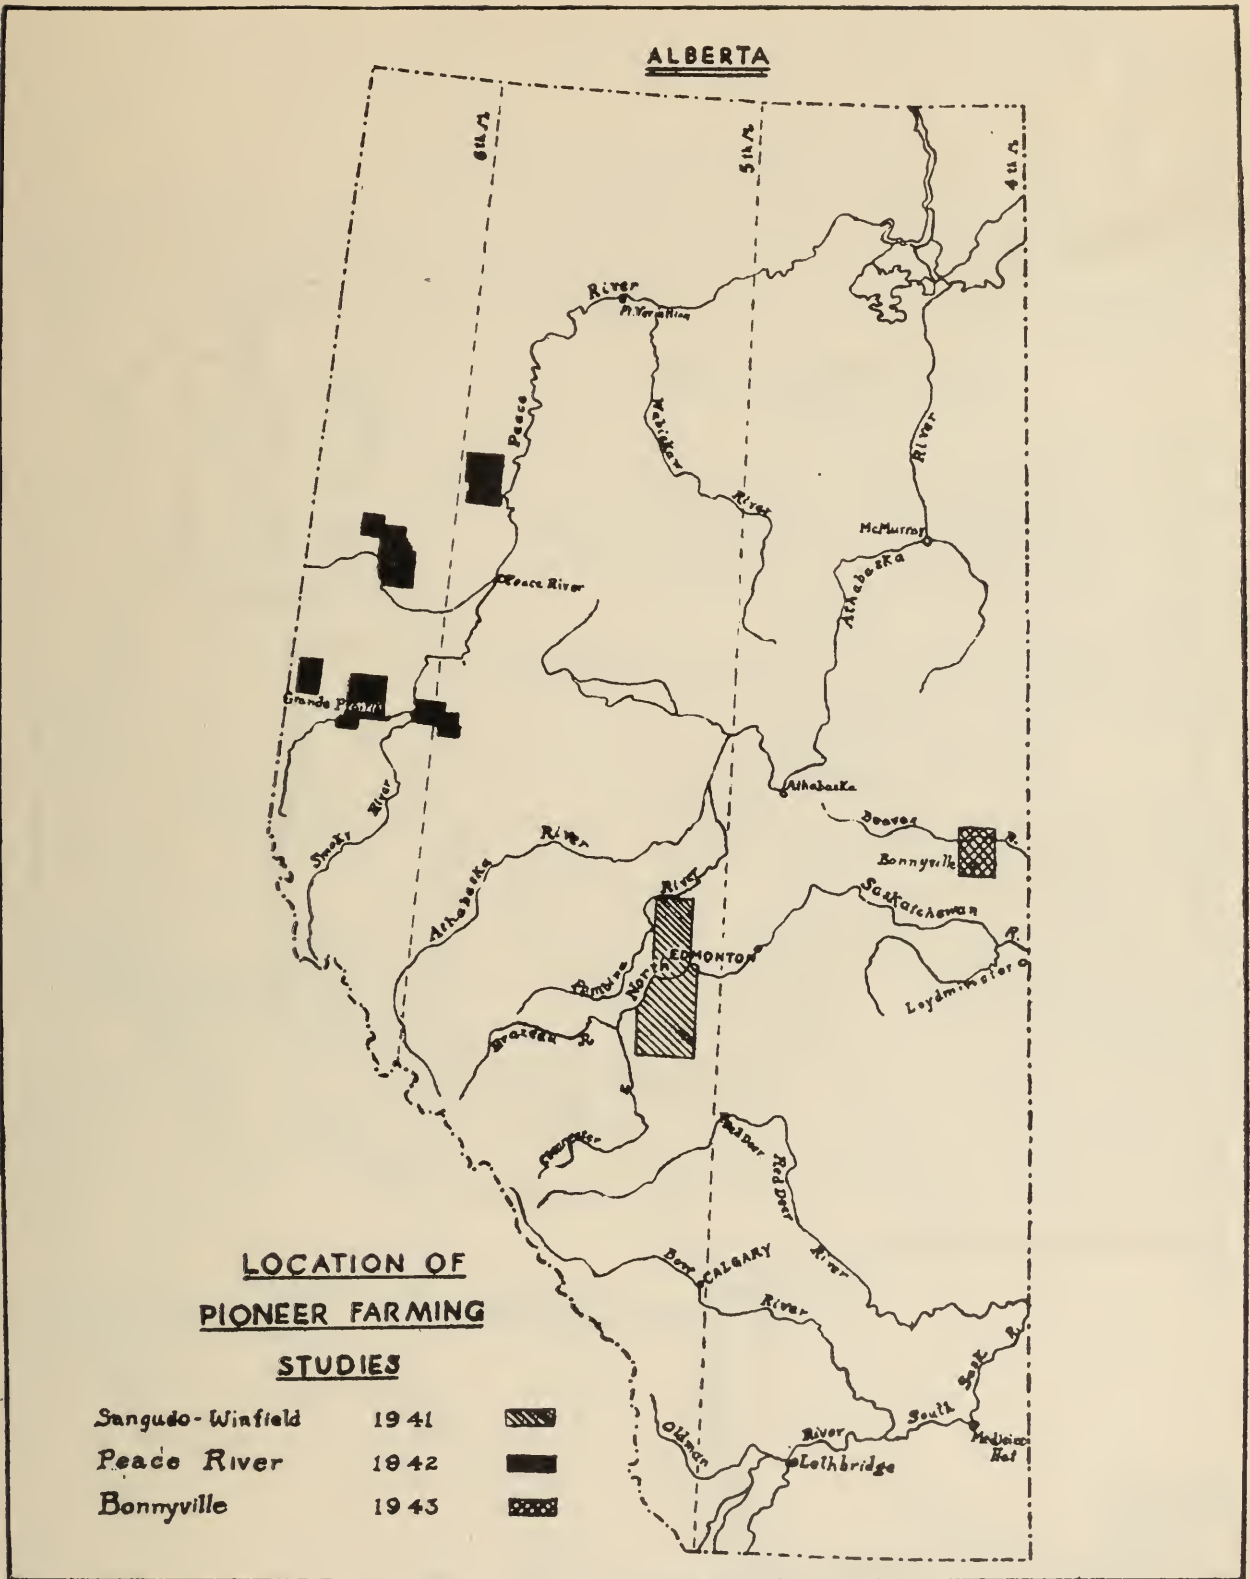 ALBERTA
6th M
5th M
4th M
River
Ft. Vermilion
Peace
Wabiskaw
River
River
McMurray
Athabaska
Peace River
Grande Prairie
Athabaska
River
Smoky
River
Athabaska
Beaver
R.
Bonnyville
River
Saskatchewan
R.
EDMONTON
North
Pembina
Loydminster
Brazeau R
Clearwater
Red Deer
Red Deer
River
Bow
CALGARY
River
Sask
R.
South
River
Oldman
Medicine
Hat
Lethbridge
LOCATION OF
PIONEER FARMING
STUDIES
Sangudo-Winfield 1941
Peace River 1942
Bonnyville 1943